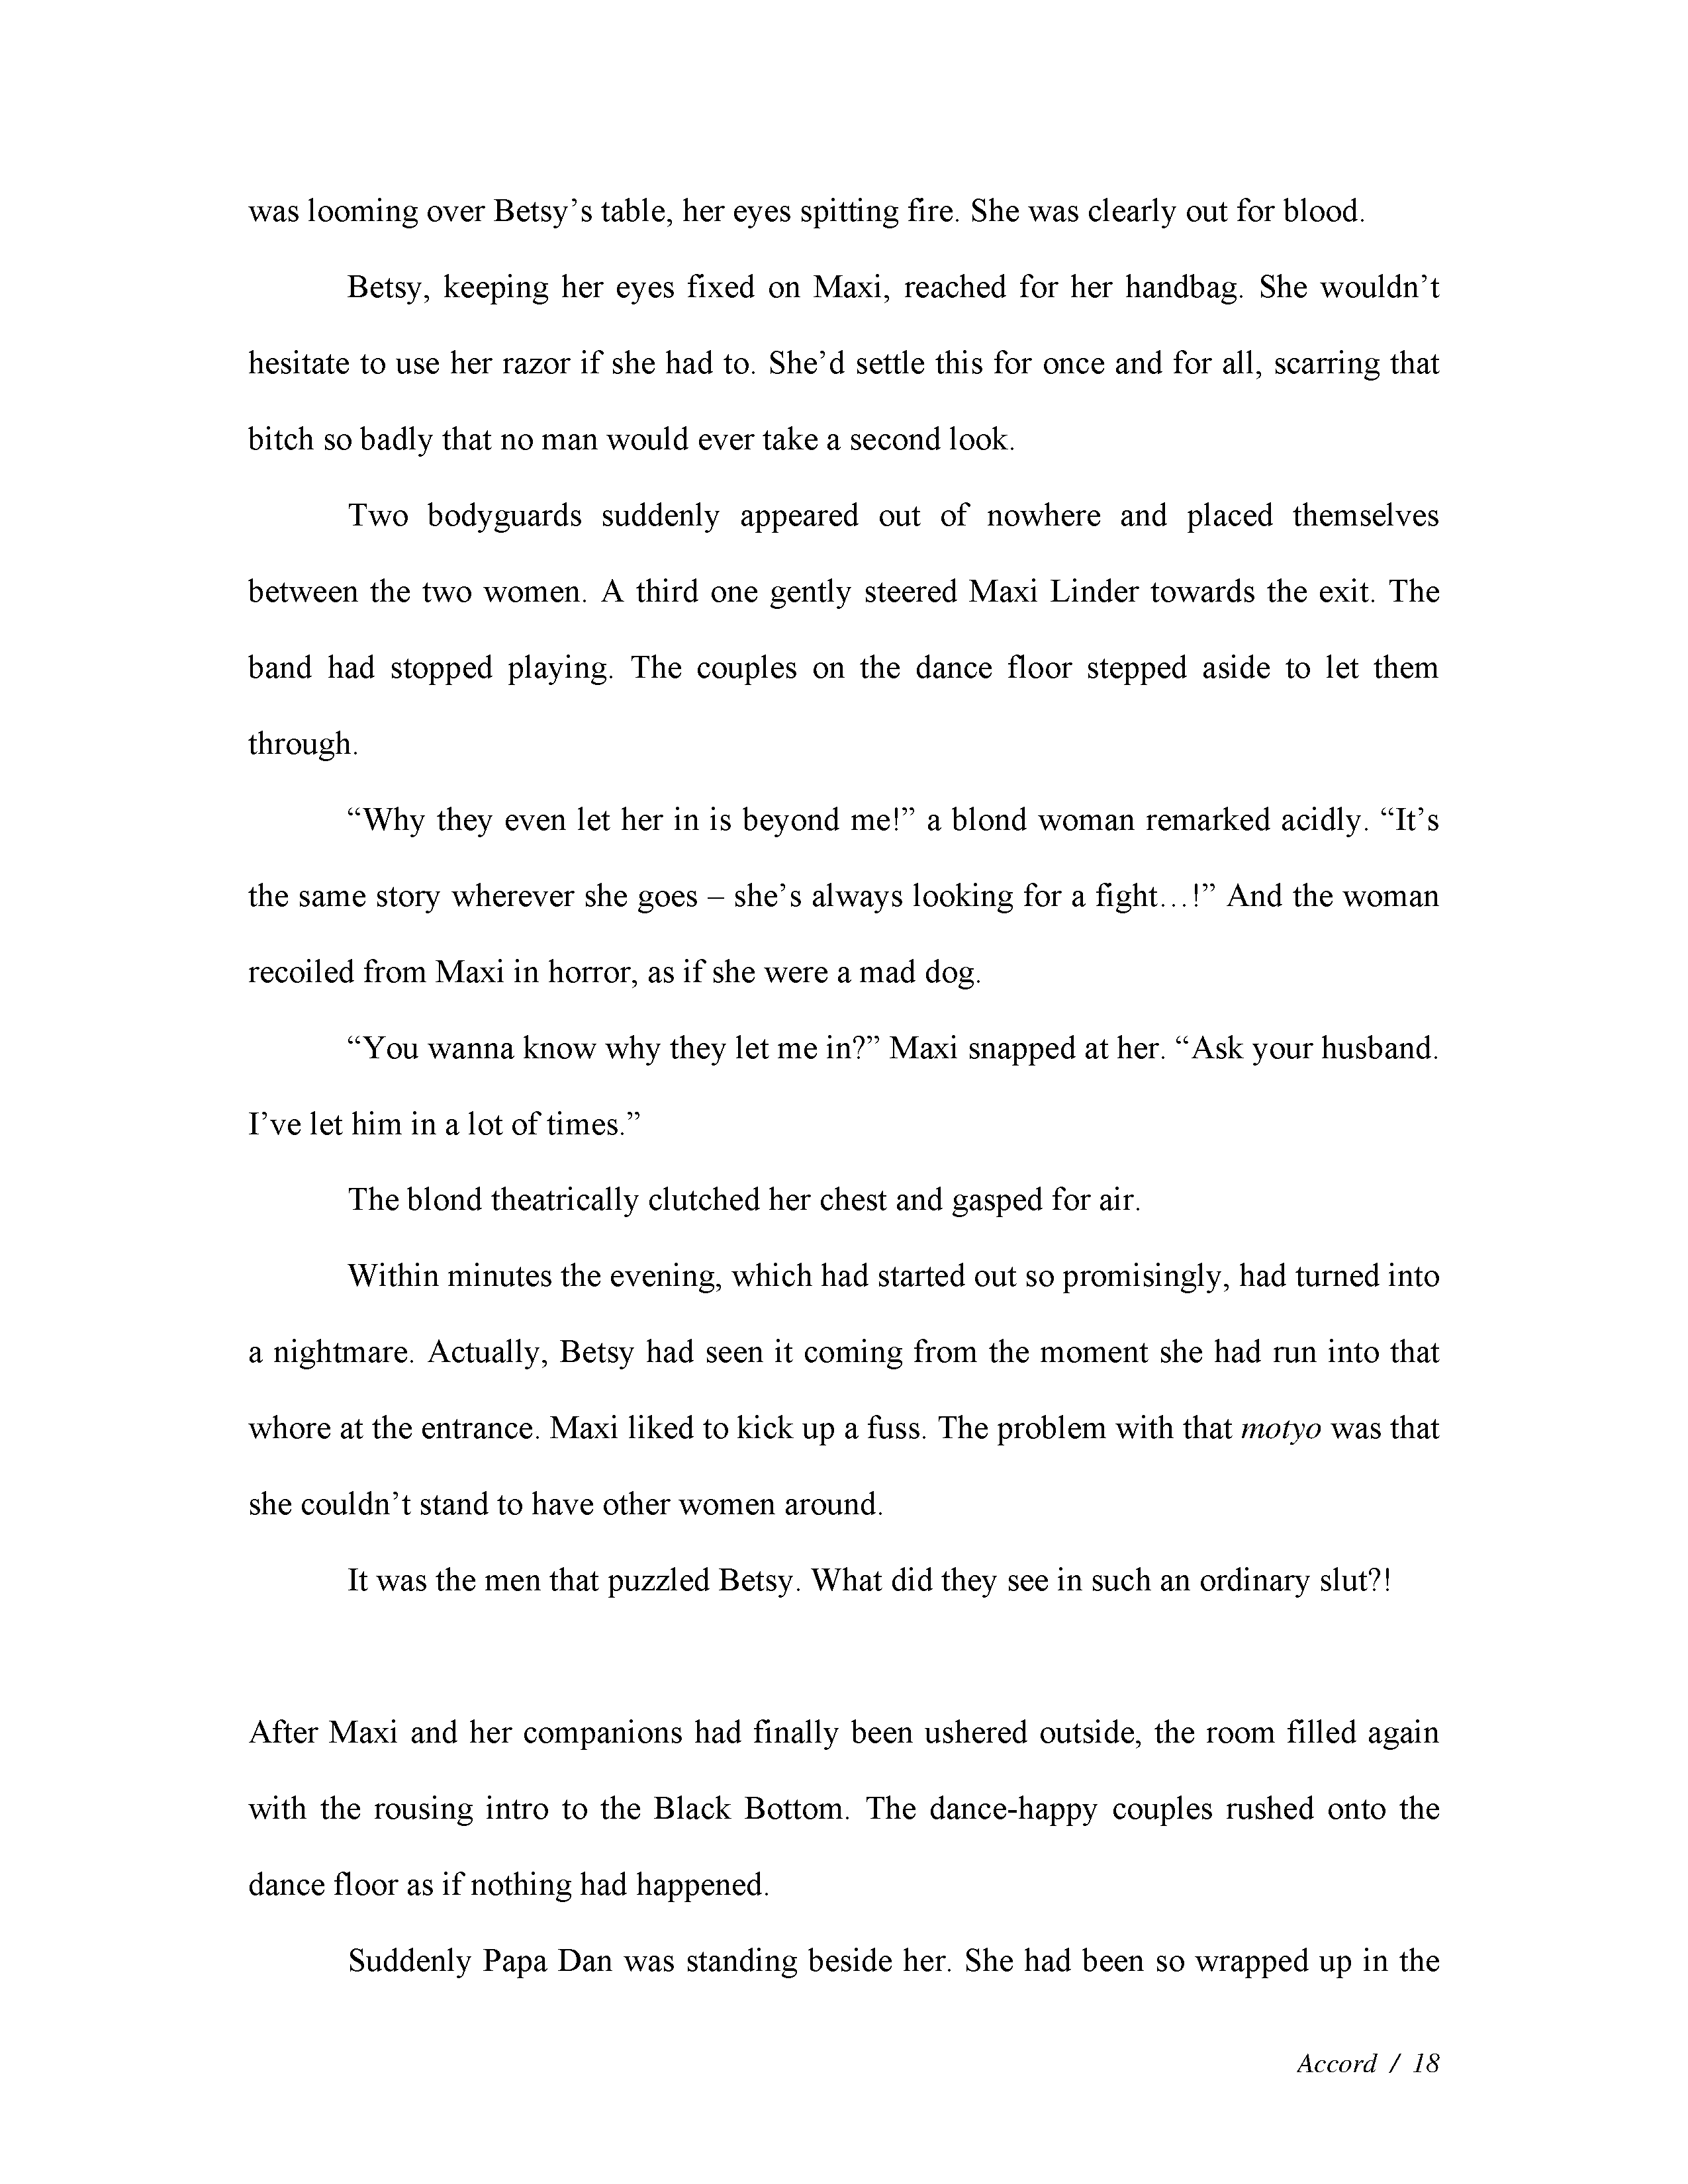 was looming over Betsy’s table, her eyes spitting fire. She was clearly out for blood.
Betsy, keeping her eyes fixed on Maxi, reached for her handbag. She wouldn’t
hesitate to use her razor if she had to. She’d settle this for once and for all, scarring that
bitch so badly that no man would ever take a second look.
Two bodyguards suddenly appeared out of nowhere and placed themselves
between the two women. A third one gently steered Maxi Linder towards the exit. The
band had stopped playing. The couples on the dance floor stepped aside to let them
through.
“Why they even let her in is beyond me!” a blond woman remarked acidly. “It’s
the same story wherever she goes – she’s always looking for a fight…!” And the woman
recoiled from Maxi in horror, as if she were a mad dog.
“You wanna know why they let me in?” Maxi snapped at her. “Ask your husband.
I’ve let him in a lot of times.”
The blond theatrically clutched her chest and gasped for air.
Within minutes the evening, which had started out so promisingly, had turned into
a nightmare. Actually, Betsy had seen it coming from the moment she had run into that
whore at the entrance. Maxi liked to kick up a fuss. The problem with that motyo was that
she couldn’t stand to have other women around.
It was the men that puzzled Betsy. What did they see in such an ordinary slut?!
After Maxi and her companions had finally been ushered outside, the room filled again
with the rousing intro to the Black Bottom. The dance-happy couples rushed onto the
dance floor as if nothing had happened.
Suddenly Papa Dan was standing beside her. She had been so wrapped up in the
Accord / 18